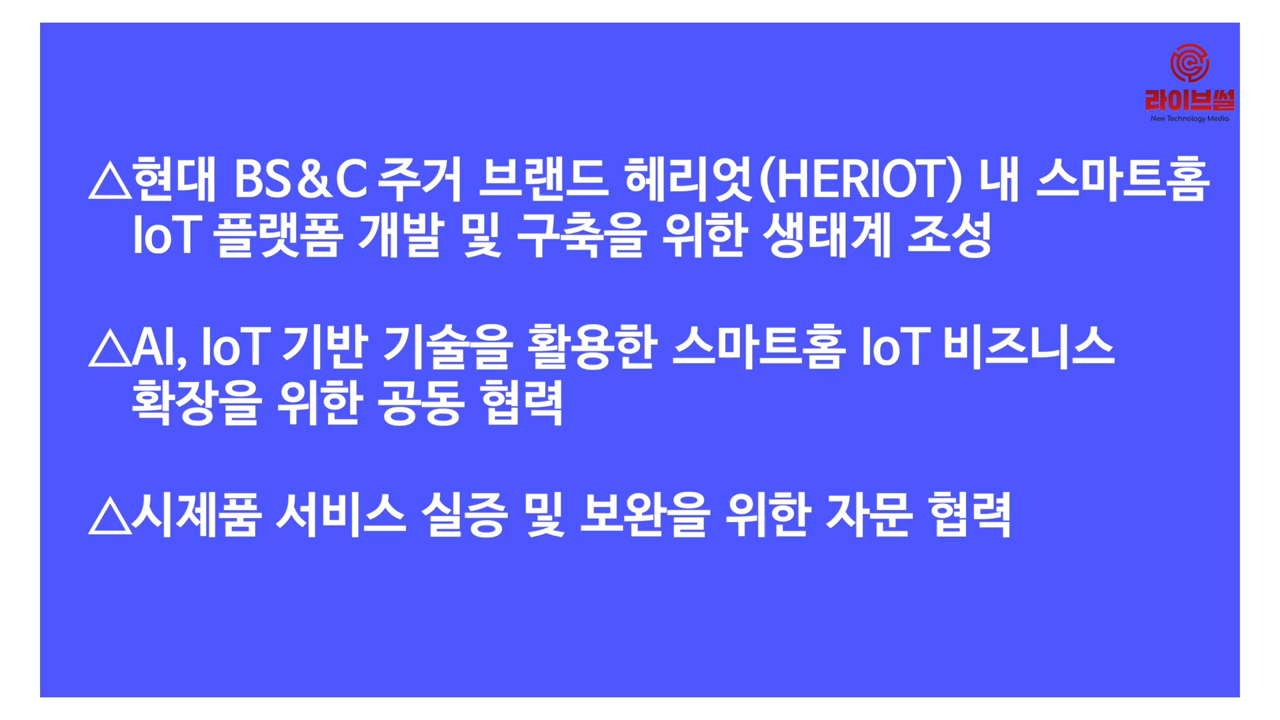 라이브썰
New Technology Media
△현대 BS&C 주거 브랜드 헤리엇(HERIOT) 내 스마트홈
IoT 플랫폼 개발 및 구축을 위한 생태계 조성
△AI, IoT 기반 기술을 활용한 스마트홈 IoT 비즈니스
확장을 위한 공동 협력
△시제품 서비스 실증 및 보완을 위한 자문 협력